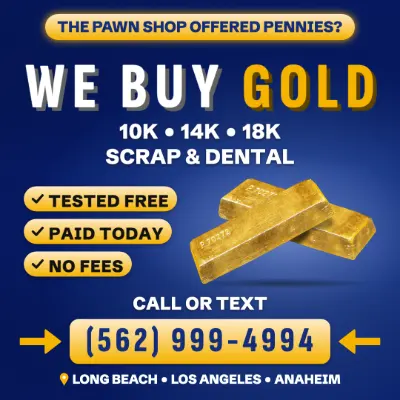 THE PAWN SHOP OFFERED PENNIES?
WE BUY GOLD
10K • 14K • 18K
SCRAP & DENTAL
✓ TESTED FREE
✓ PAID TODAY
✓ NO FEES
CALL OR TEXT
(562) 999-4994
LONG BEACH • LOS ANGELES • ANAHEIM